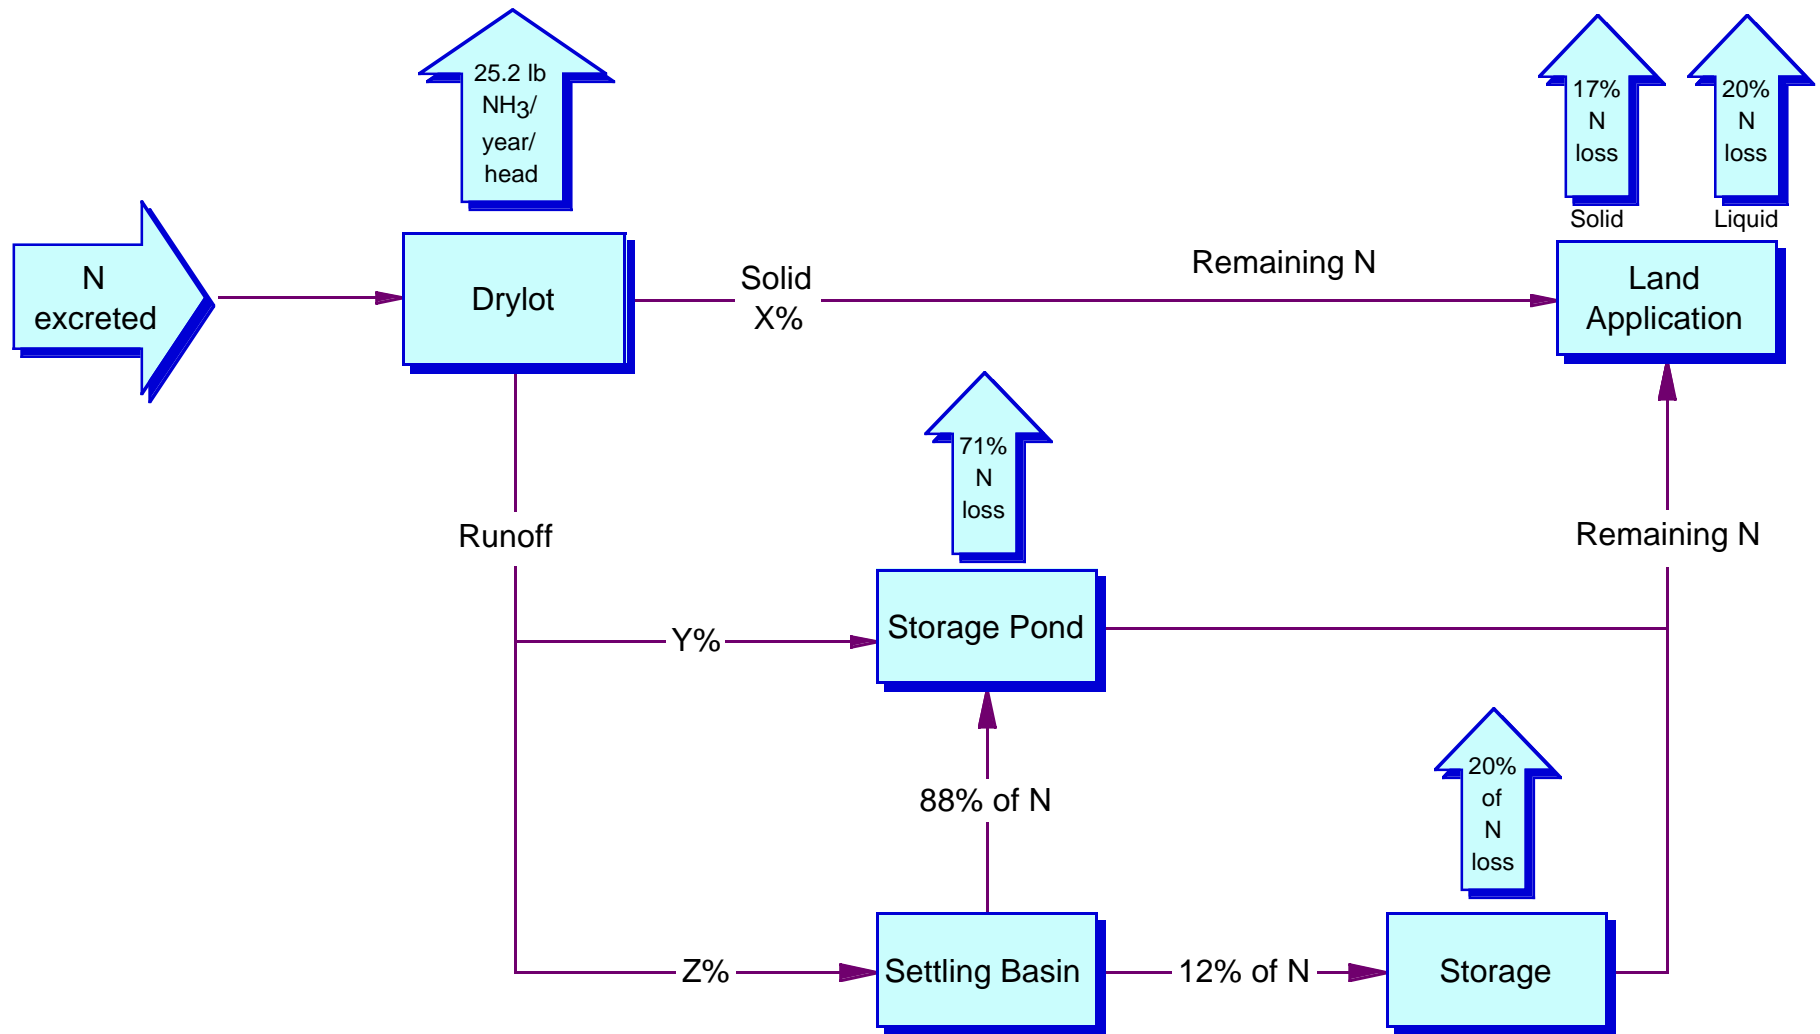 25.2 lb
NH3/
year/
head
17%
N
loss
20%
N
loss
Solid
Liquid
N
excreted
Drylot
Solid
X%
Remaining N
Land
Application
71%
N
loss
Runoff
Remaining N
Y%
Storage Pond
20%
of
N
loss
88% of N
Z%
Settling Basin
12% of N
Storage